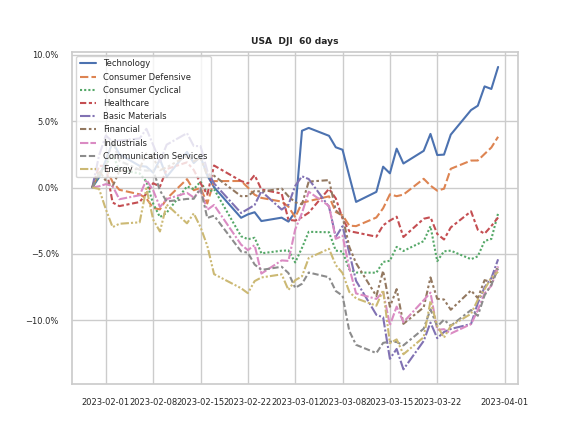 USA DJI 60 days
10.0%
5.0%
0.0%
−5.0%
−10.0%
Technology
Consumer Defensive
Consumer Cyclical
Healthcare
Basic Materials
Financial
Industrials
Communication Services
Energy
2023-02-01 2023-02-08 2023-02-15 2023-02-22 2023-03-01 2023-03-08 2023-03-15 2023-03-22 2023-04-01